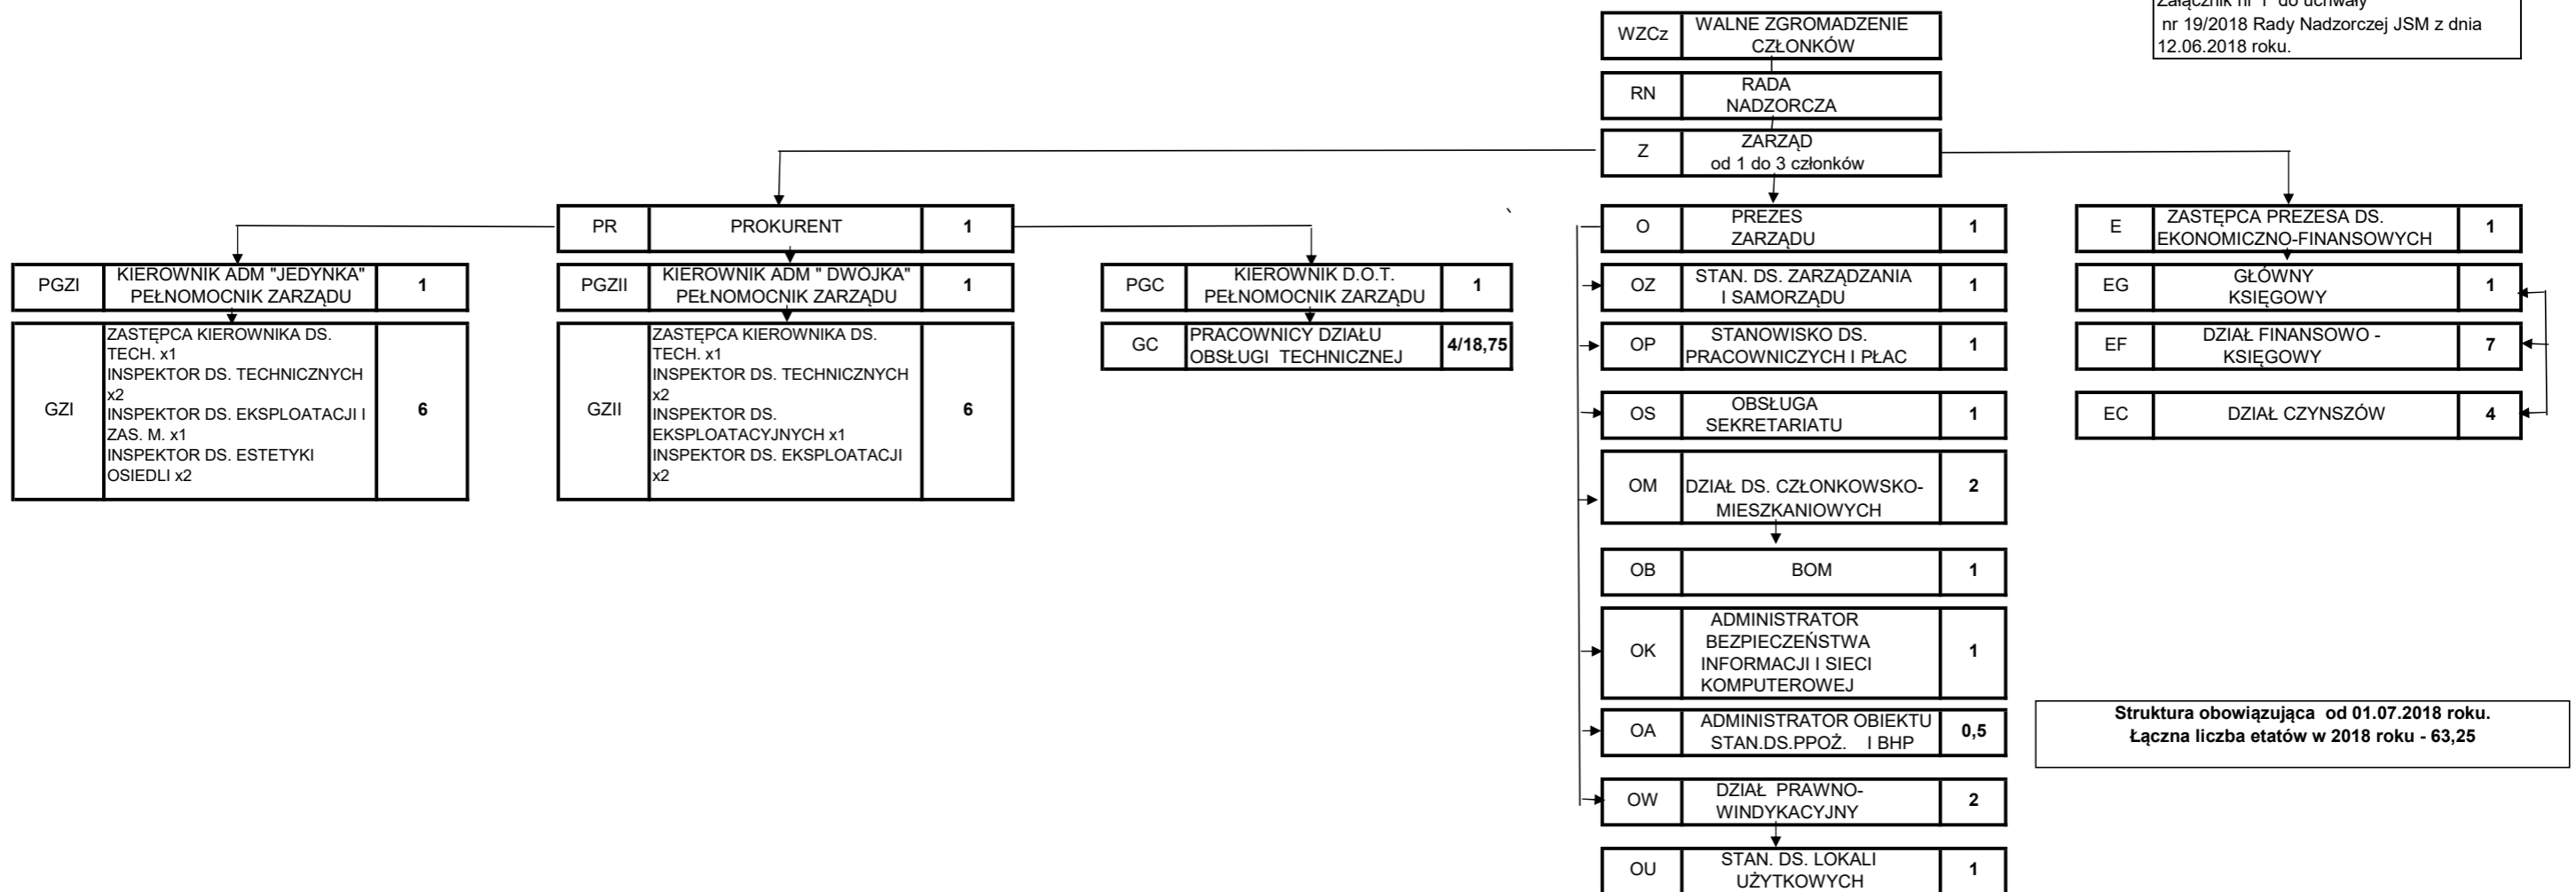 Załącznik nr 1 do uchwały
nr 19/2018 Rady Nadzorczej JSM z dnia
12.06.2018 roku.
WZCz
WALNE ZGROMADZENIE
CZŁONKÓW
RN
RADA
NADZORCZA
Z
ZARZĄD
od 1 do 3 członków
PR
PROKURENT
1
`
O
PREZES
ZARZĄDU
1
E
ZASTĘPCA PREZESA DS.
EKONOMICZNO-FINANSOWYCH
1
PGZI
KIEROWNIK ADM "JEDYNKA"
PEŁNOMOCNIK ZARZĄDU
1
PGZII
KIEROWNIK ADM " DWÓJKA"
PEŁNOMOCNIK ZARZĄDU
1
PGC
KIEROWNIK D.O.T.
PEŁNOMOCNIK ZARZĄDU
1
OZ
STAN. DS. ZARZĄDZANIA
I SAMORZĄDU
1
EG
GŁÓWNY
KSIĘGOWY
1
GZI
ZASTĘPCA KIEROWNIKA DS.
TECH. x1
INSPEKTOR DS. TECHNICZNYCH
x2
INSPEKTOR DS. EKSPLOATACJI I
ZAS. M. x1
INSPEKTOR DS. ESTETYKI
OSIEDLI x2
6
GZII
ZASTĘPCA KIEROWNIKA DS.
TECH. x1
INSPEKTOR DS. TECHNICZNYCH
x2
INSPEKTOR DS.
EKSPLOATACYJNYCH x1
INSPEKTOR DS. EKSPLOATACJI
x2
6
GC
PRACOWNICY DZIAŁU
OBSŁUGI TECHNICZNEJ
4/18,75
OP
STANOWISKO DS.
PRACOWNICZYCH I PŁAC
1
EF
DZIAŁ FINANSOWO -
KSIĘGOWY
7
OS
OBSŁUGA
SEKRETARIATU
1
EC
DZIAŁ CZYNSZÓW
4
OM
DZIAŁ DS. CZŁONKOWSKO-
MIESZKANIOWYCH
2
OB
BOM
1
OK
ADMINISTRATOR
BEZPIECZEŃSTWA
INFORMACJI I SIECI
KOMPUTEROWEJ
1
OA
ADMINISTRATOR OBIEKTU
STAN.DS.PPOŻ. I BHP
0,5
Struktura obowiązująca od 01.07.2018 roku.
Łączna liczba etatów w 2018 roku - 63,25
OW
DZIAŁ PRAWNO-
WINDYKACYJNY
2
OU
STAN. DS. LOKALI
UŻYTKOWYCH
1